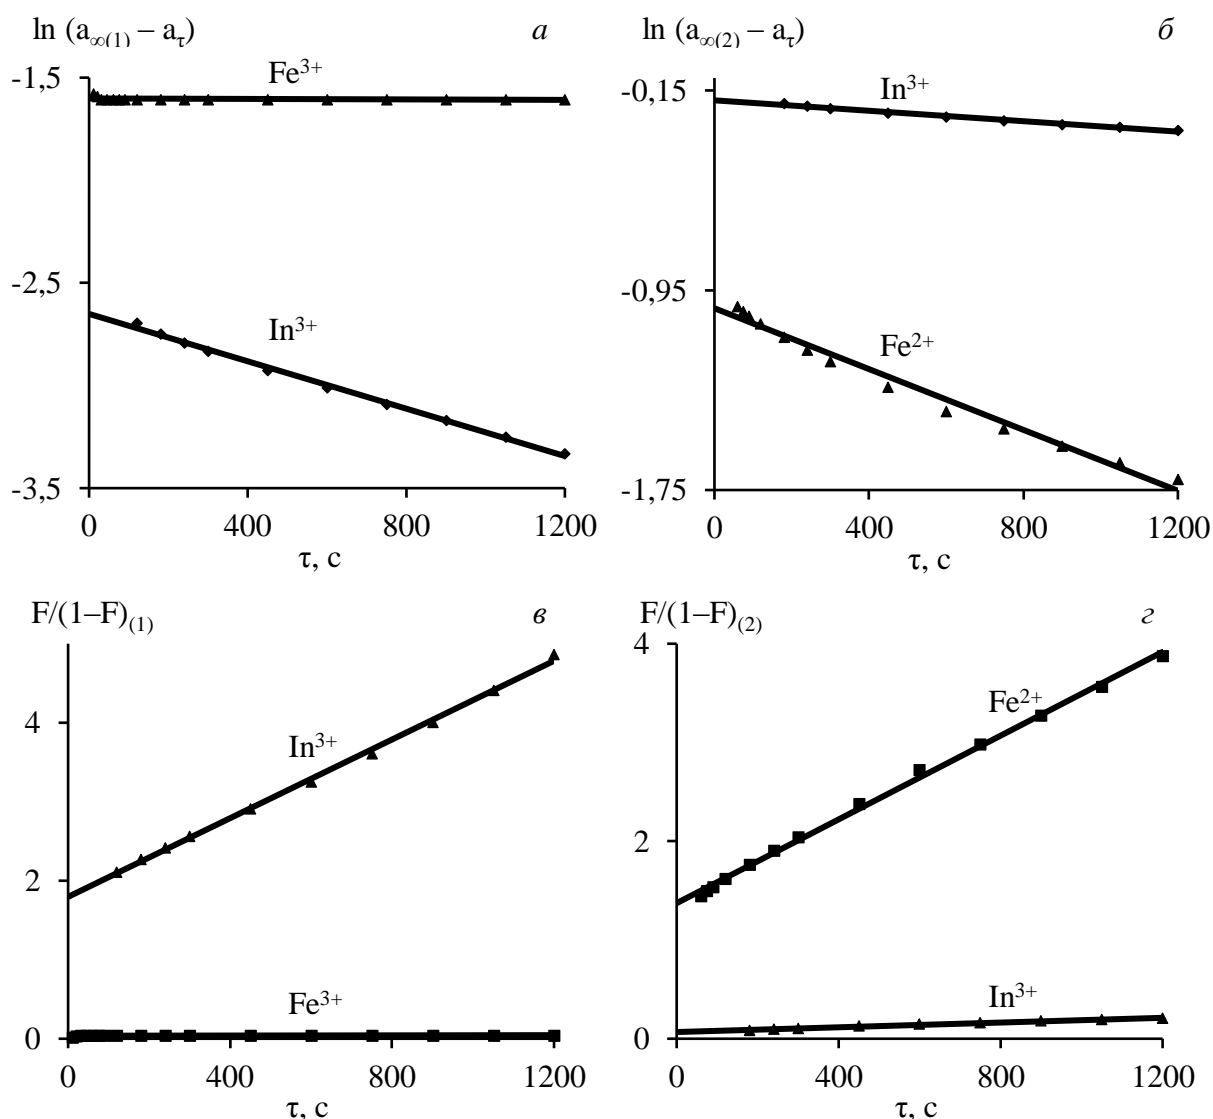 ln (a∞(1) – aτ) а
-1,5
Fe3+
-2,5
In3+
-3,5
0 400 800 1200
τ, с
ln (a∞(2) – aτ) б
-0,15
In3+
-0,95
Fe2+
-1,75
0 400 800 1200
τ, с
F/(1–F)(1) в
4
In3+
2
Fe3+
0
0 400 800 1200
τ, с
F/(1–F)(2) г
4
Fe2+
2
In3+
0
0 400 800 1200
τ, с